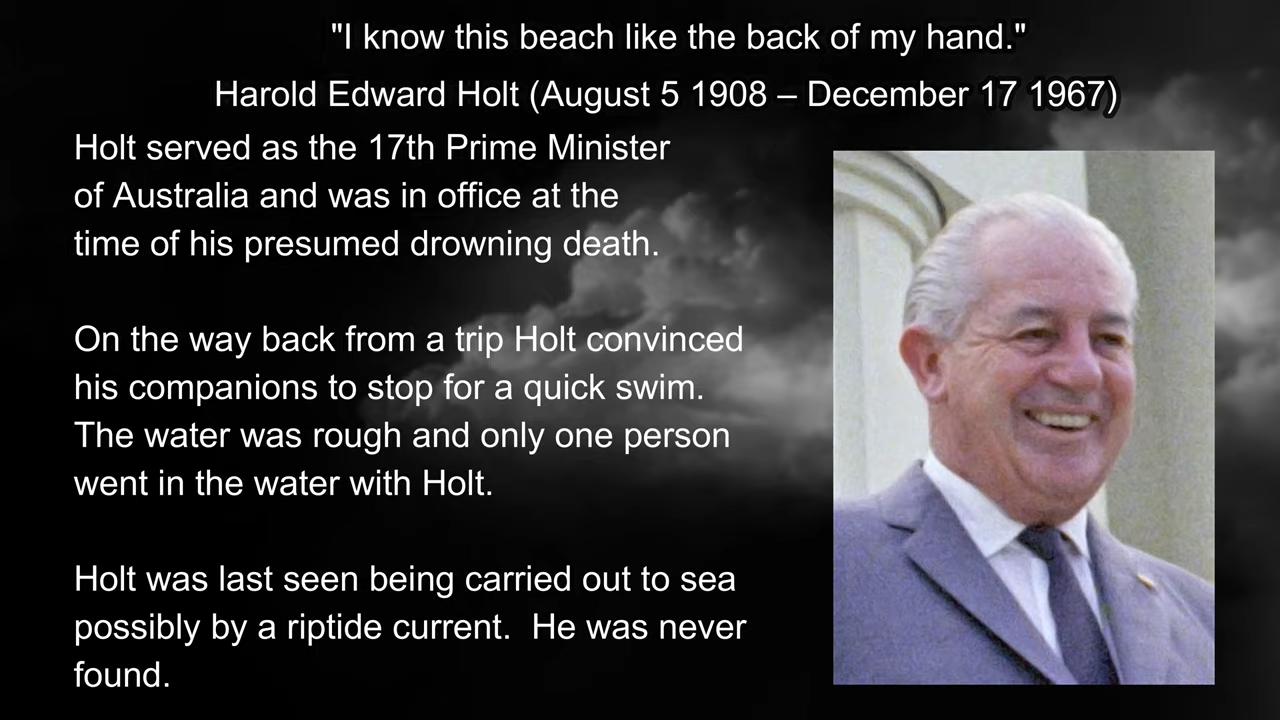 "I know this beach like the back of my hand."
Harold Edward Holt (August 5 1908 – December 17 1967)
Holt served as the 17th Prime Minister
of Australia and was in office at the
time of his presumed drowning death.
On the way back from a trip Holt convinced
his companions to stop for a quick swim.
The water was rough and only one person
went in the water with Holt.
Holt was last seen being carried out to sea
possibly by a riptide current.  He was never
found.